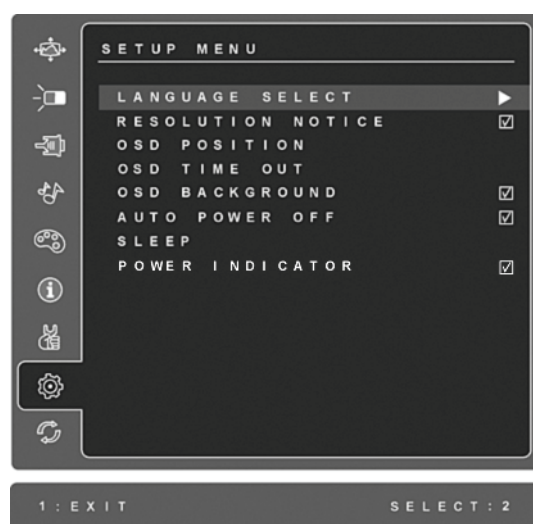 SETUP MENU
LANGUAGE SELECT
RESOLUTION NOTICE
OSD POSITION
OSD TIME OUT
OSD BACKGROUND
AUTO POWER OFF
SLEEP
POWER INDICATOR
1:EXIT SELECT:2